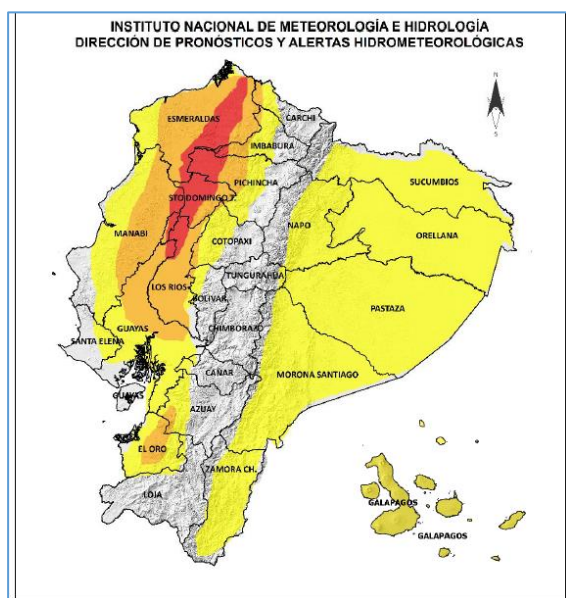 INSTITUTO NACIONAL DE METEOROLOGÍA E HIDROLOGÍA
DIRECCIÓN DE PRONÓSTICOS Y ALERTAS HIDROMETEOROLÓGICAS
N
S
ESMERALDAS
CARCHI
IMBABURA
PICHINCHA
SUCUMBIOS
STO DOMINGO
NAPO
MANABI
ORELLANA
COTOPAXI
TUNGURAHUA
LOS RIOS
BOLIVAR
PASTAZA
GUAYAS
CHIMBORAZO
SANTA ELENA
CAÑAR
MORONA SANTIAGO
GUAYAS
AZUAY
EL ORO
ZAMORA CH.
LOJA
GALAPAGOS
GALAPAGOS